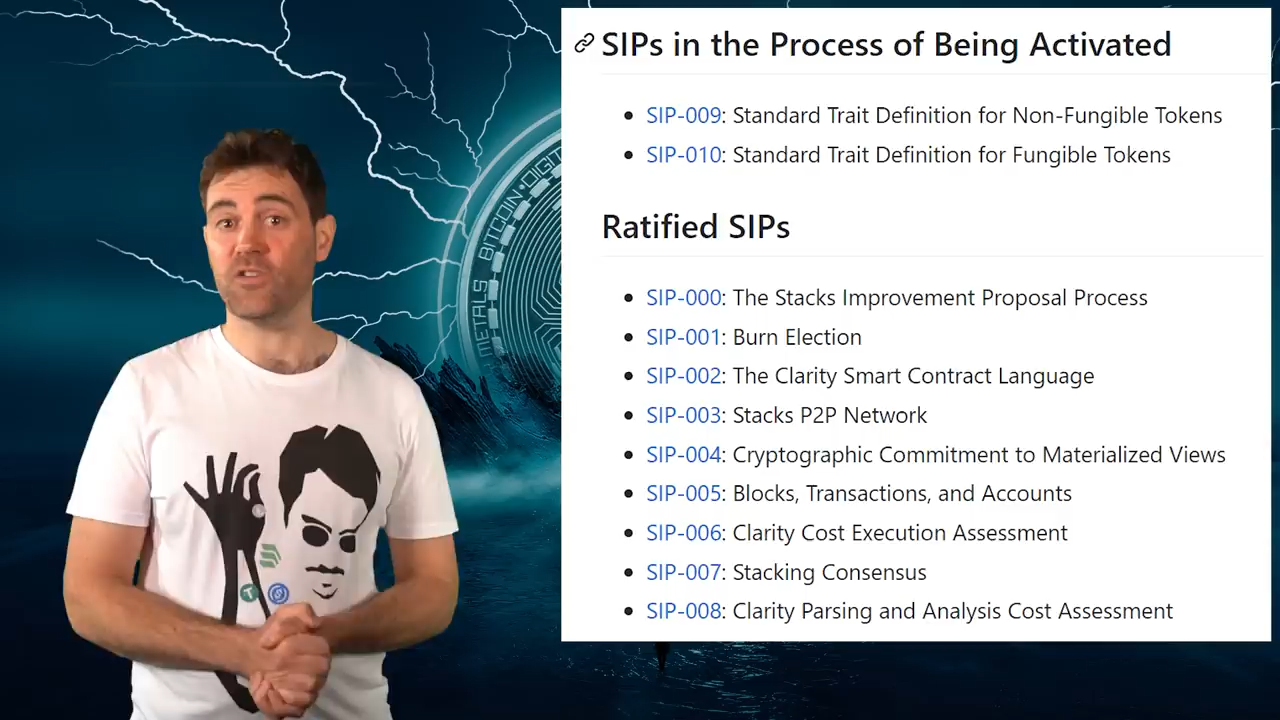 SIPs in the Process of Being Activated
SIP-009: Standard Trait Definition for Non-Fungible Tokens
SIP-010: Standard Trait Definition for Fungible Tokens
Ratified SIPs
SIP-000: The Stacks Improvement Proposal Process
SIP-001: Burn Election
SIP-002: The Clarity Smart Contract Language
SIP-003: Stacks P2P Network
SIP-004: Cryptographic Commitment to Materialized Views
SIP-005: Blocks, Transactions, and Accounts
SIP-006: Clarity Cost Execution Assessment
SIP-007: Stacking Consensus
SIP-008: Clarity Parsing and Analysis Cost Assessment
METALS BITCOIN DIGIT